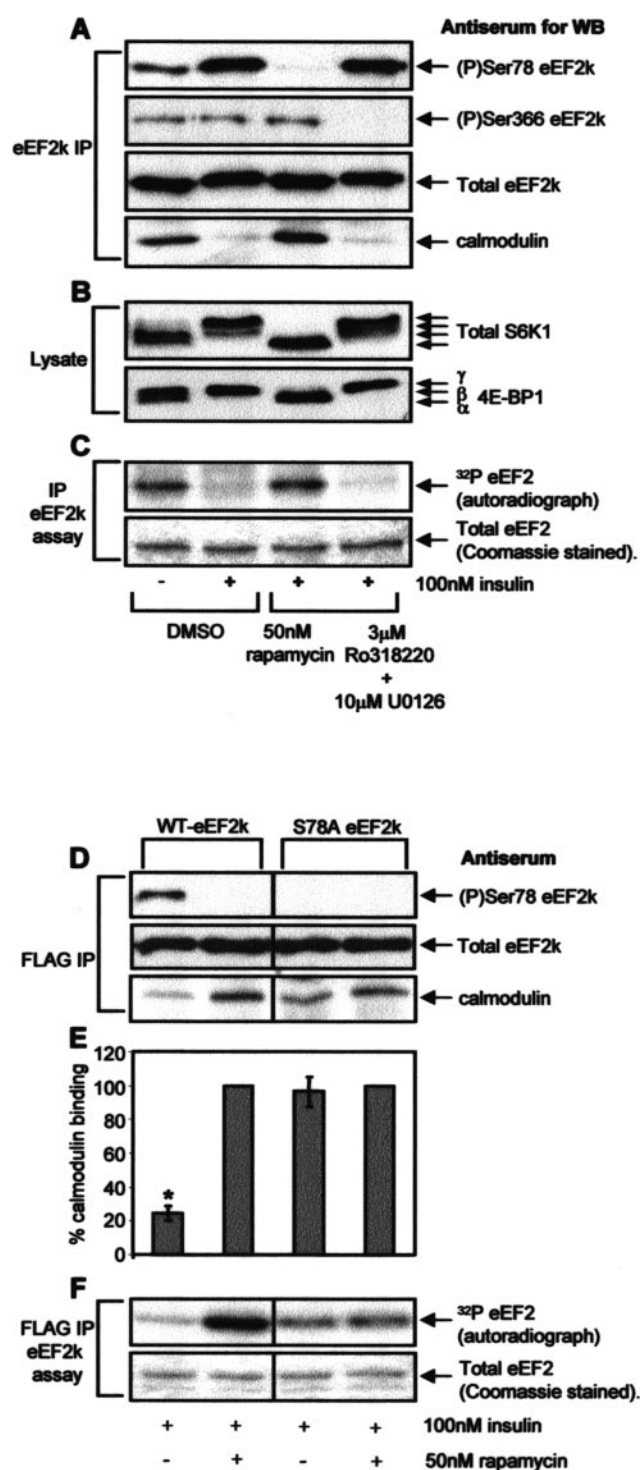 A
Antiserum for WB
eEF2k IP
(P)Ser78 eEF2k
(P)Ser366 eEF2k
Total eEF2k
calmodulin
B
Lysate
Total S6K1
γ
β 4E-BP1
α
C
IP
eEF2k
assay
³²P eEF2
(autoradiograph)
Total eEF2
(Coomassie stained).
- + + + 100nM insulin
DMSO
50nM
rapamycin
3μM
Ro318220
+
10μM U0126
WT-eEF2k S78A eEF2k
D
Antiserum
FLAG IP
(P)Ser78 eEF2k
Total eEF2k
calmodulin
E
% calmodulin binding
120
100
80
60
40
20
0
*
F
FLAG IP
eEF2k
assay
³²P eEF2
(autoradiograph)
Total eEF2
(Coomassie stained).
+ + + + 100nM insulin
- + - + 50nM rapamycin